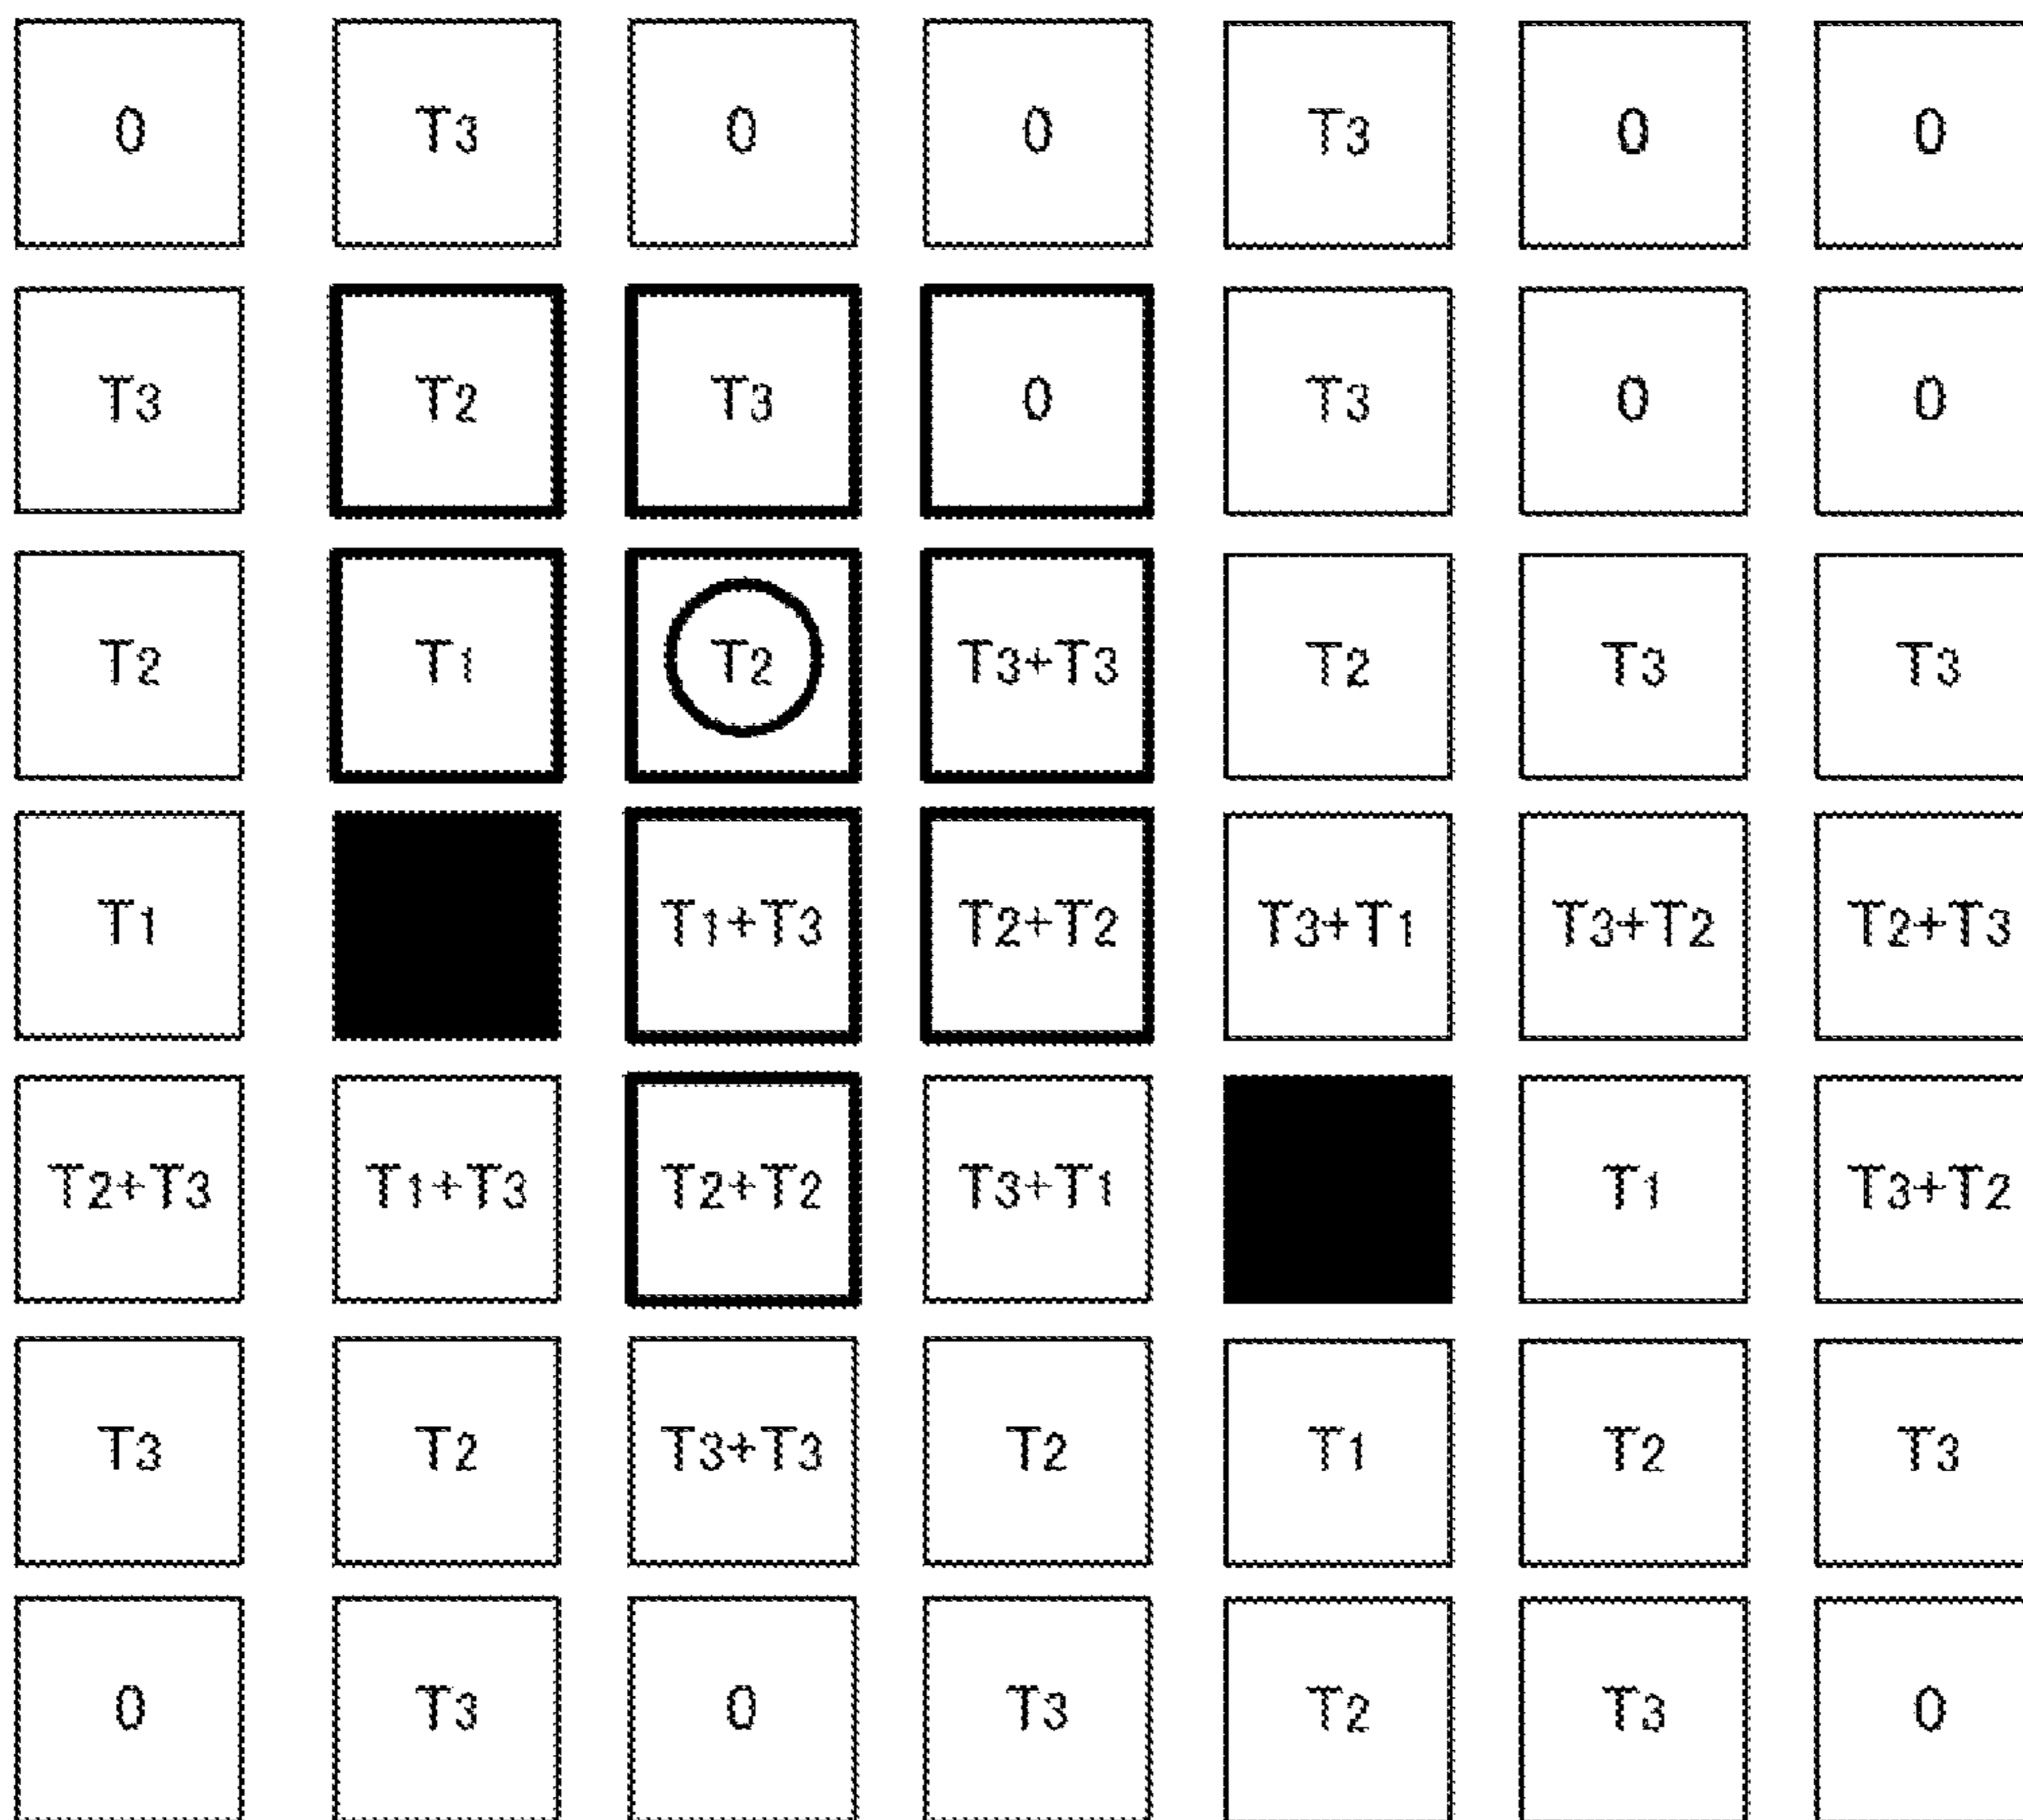 0 T3 0 0 T3 0 0
T3 T2 T3 0 T3 0 0
T2 T1 T2 T3+T3 T2 T3 T3
T1 T1+T3 T2+T2 T3+T1 T3+T2 T2+T3
T2+T3 T1+T3 T2+T2 T3+T1 T1 T3+T2
T3 T2 T3+T3 T2 T1 T2 T3
0 T3 0 T3 T2 T3 0